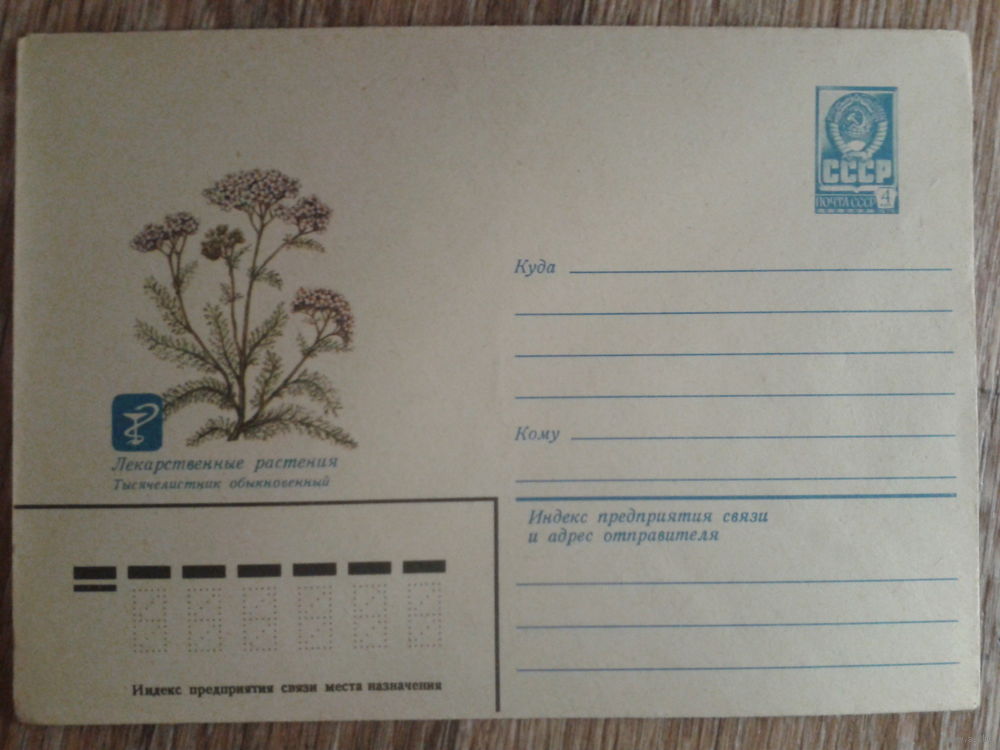 СССР
ПОЧТА СССР 4
Куда
Кому
Лекарственные растения
Тысячелистник обыкновенный
Индекс предприятия связи
и адрес отправителя
Индекс предприятия связи места назначения